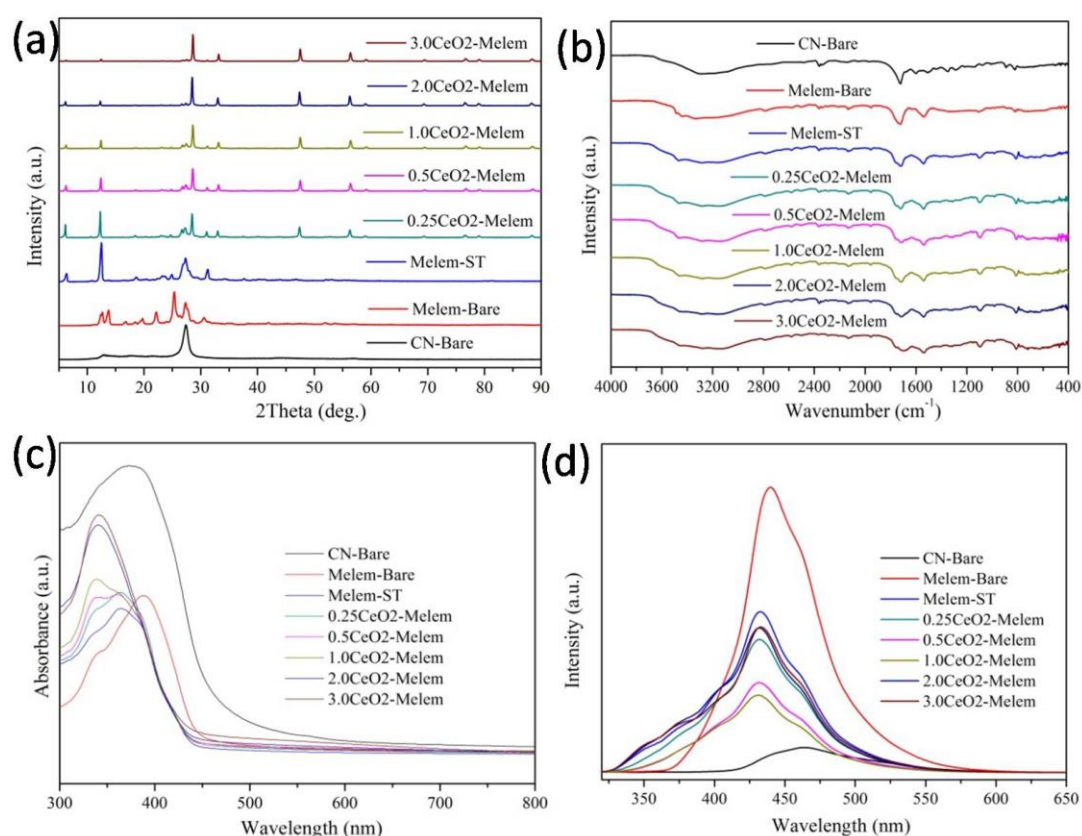 (a)
3.0CeO2-Melem
2.0CeO2-Melem
1.0CeO2-Melem
0.5CeO2-Melem
0.25CeO2-Melem
Melem-ST
Melem-Bare
CN-Bare
Intensity (a.u.)
10 20 30 40 50 60 70 80 90
2Theta (deg.)
(b)
CN-Bare
Melem-Bare
Melem-ST
0.25CeO2-Melem
0.5CeO2-Melem
1.0CeO2-Melem
2.0CeO2-Melem
3.0CeO2-Melem
Intensity (a.u.)
4000 3600 3200 2800 2400 2000 1600 1200 800 400
Wavenumber (cm⁻¹)
(c)
CN-Bare
Melem-Bare
Melem-ST
0.25CeO2-Melem
0.5CeO2-Melem
1.0CeO2-Melem
2.0CeO2-Melem
3.0CeO2-Melem
Absorbance (a.u.)
300 400 500 600 700 800
Wavelength (nm)
(d)
CN-Bare
Melem-Bare
Melem-ST
0.25CeO2-Melem
0.5CeO2-Melem
1.0CeO2-Melem
2.0CeO2-Melem
3.0CeO2-Melem
Intensity (a.u.)
350 400 450 500 550 600 650
Wavelength (nm)